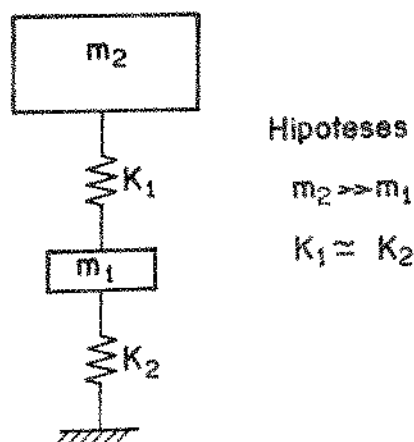 m₂
K₁
m₁
K₂
Hipoteses
m₂ >> m₁
K₁ ≃ K₂